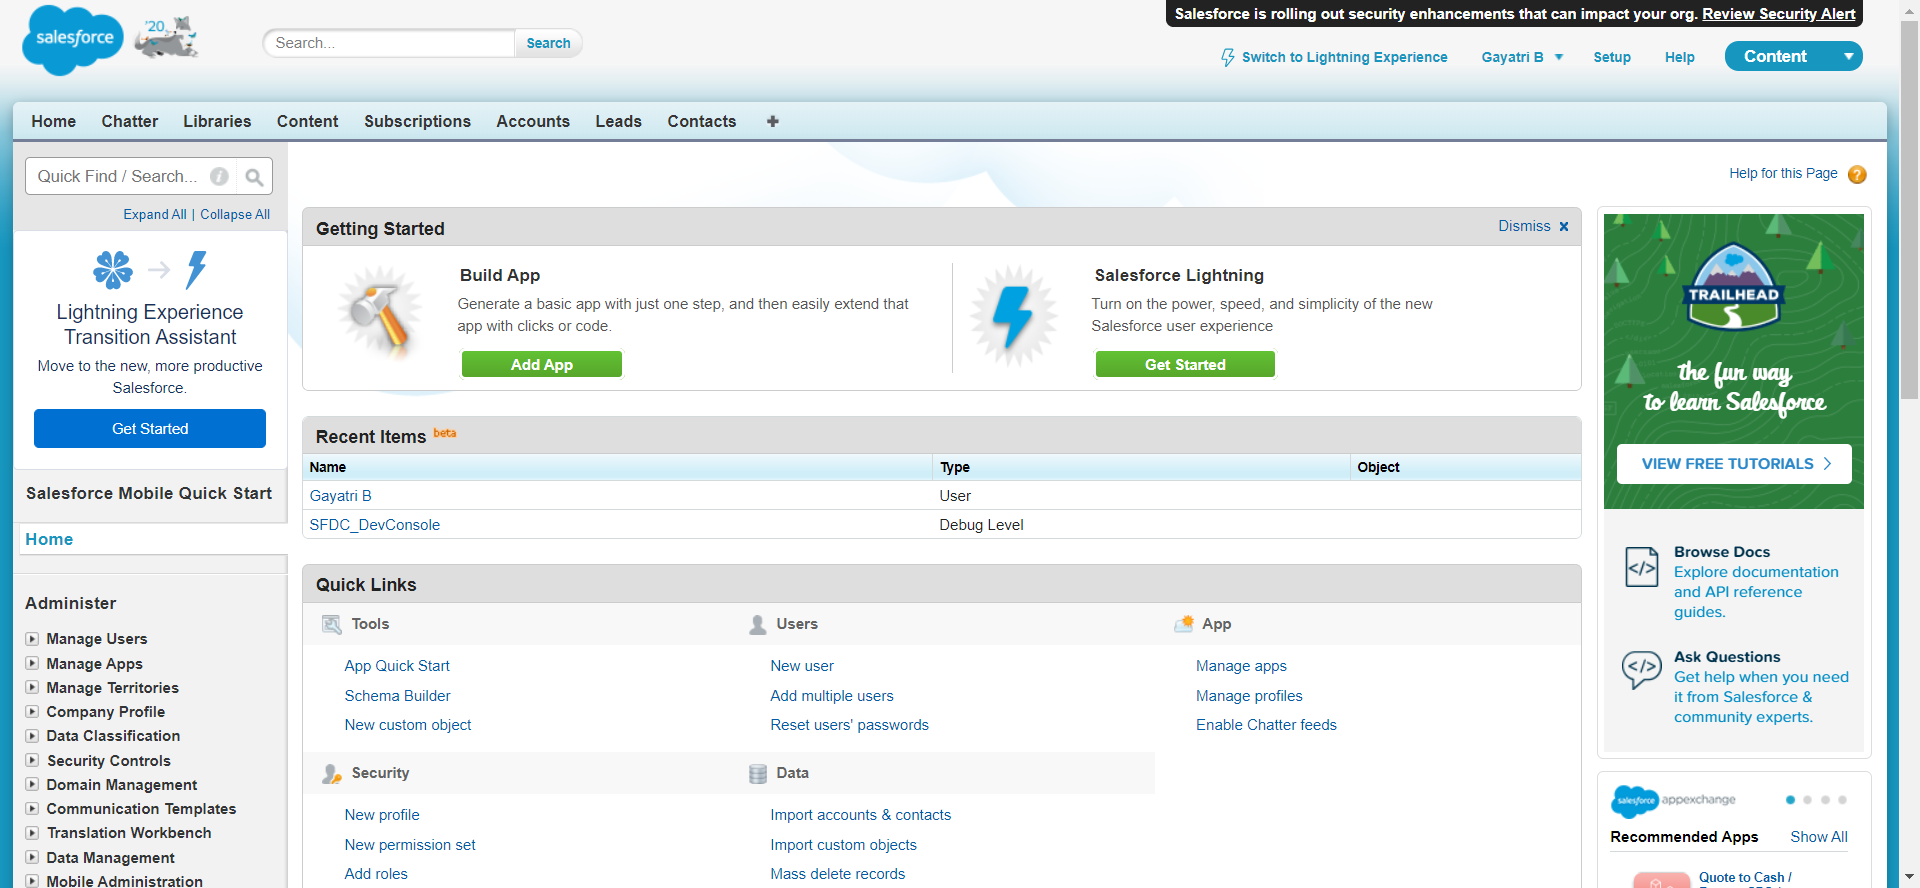 Salesforce is rolling out security enhancements that can impact your org. Review Security Alert
salesforce
'20
Search...
Search
Switch to Lightning Experience
Gayatri B
Setup
Help
Content
Home
Chatter
Libraries
Content
Subscriptions
Accounts
Leads
Contacts
Quick Find / Search...
Expand All | Collapse All
Lightning Experience
Transition Assistant
Move to the new, more productive
Salesforce.
Get Started
Salesforce Mobile Quick Start
Home
Administer
Manage Users
Manage Apps
Manage Territories
Company Profile
Data Classification
Security Controls
Domain Management
Communication Templates
Translation Workbench
Data Management
Mobile Administration
Help for this Page
Getting Started
Dismiss
Build App
Generate a basic app with just one step, and then easily extend that
app with clicks or code.
Add App
Salesforce Lightning
Turn on the power, speed, and simplicity of the new
Salesforce user experience
Get Started
Recent Items beta
Name Type Object
Gayatri B User
SFDC_DevConsole Debug Level
Quick Links
Tools
App Quick Start
Schema Builder
New custom object
Users
New user
Add multiple users
Reset users' passwords
App
Manage apps
Manage profiles
Enable Chatter feeds
Security
New profile
New permission set
Add roles
Data
Import accounts & contacts
Import custom objects
Mass delete records
TRAILHEAD
the fun way
to learn Salesforce
VIEW FREE TUTORIALS
Browse Docs
Explore documentation
and API reference
guides.
Ask Questions
Get help when you need
it from Salesforce &
community experts.
salesforce appexchange
Recommended Apps
Show All
Quote to Cash /